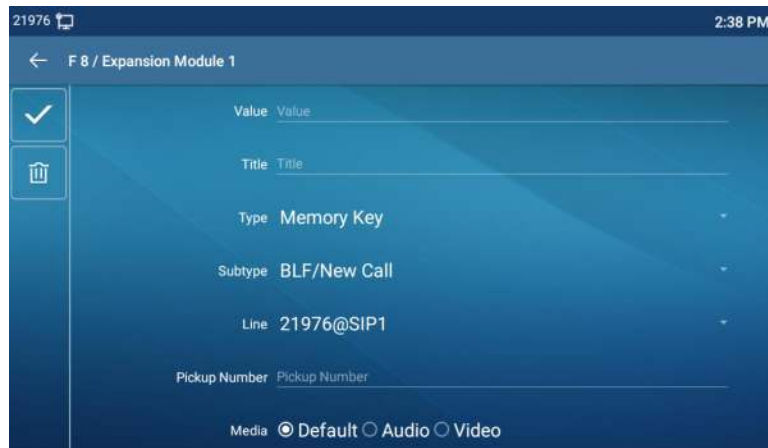 21976 2:38 PM
F 8 / Expansion Module 1
Value Value
Title Title
Type Memory Key
Subtype BLF/New Call
Line 21976@SIP1
Pickup Number Pickup Number
Media Default Audio Video